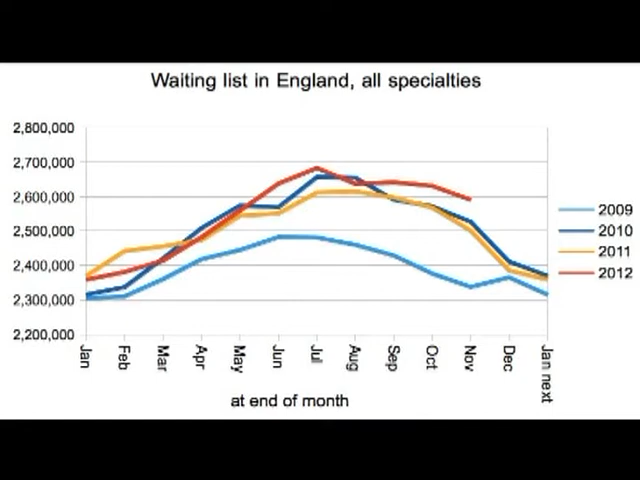 Waiting list in England, all specialties
2,800,000
2,700,000
2,600,000
2,500,000
2,400,000
2,300,000
2,200,000
Jan
Feb
Mar
Apr
May
Jun
Jul
Aug
Sep
Oct
Nov
Dec
Jan next
at end of month
2009
2010
2011
2012